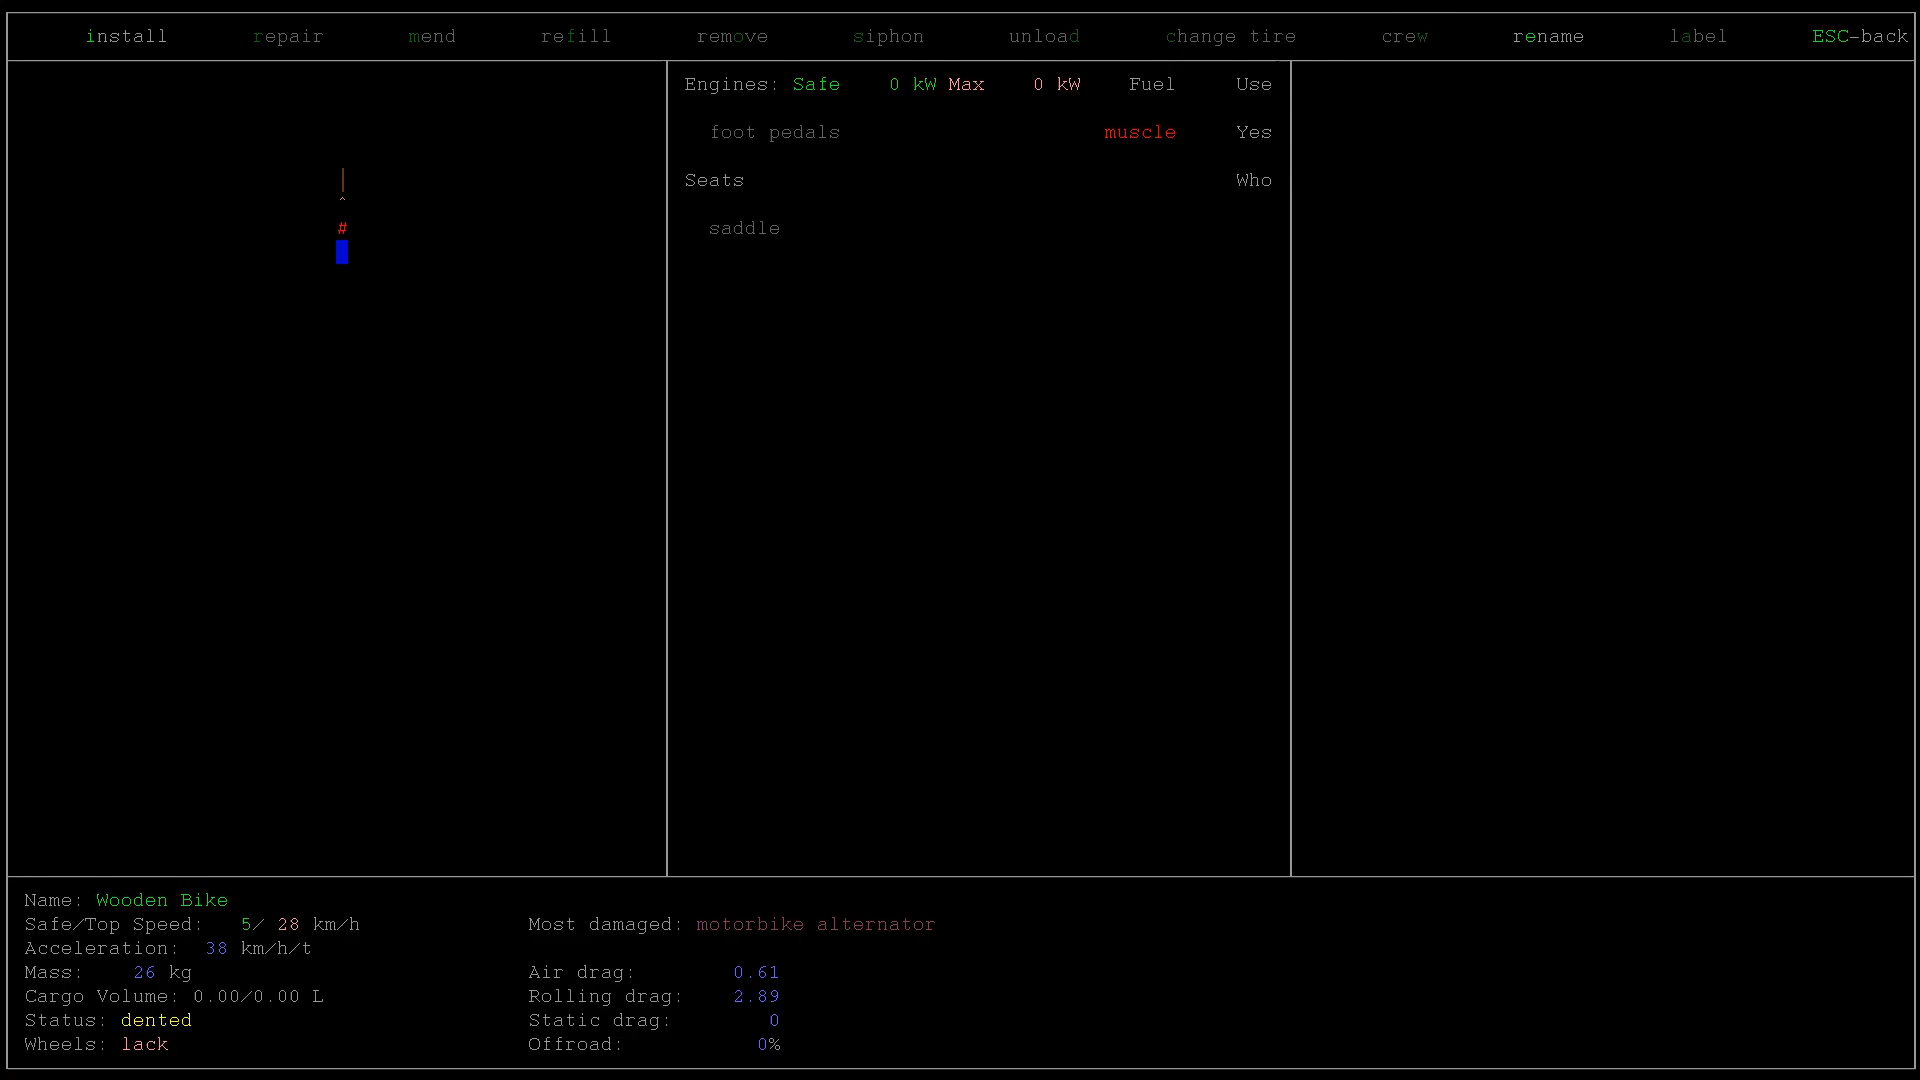 install repair mend refill remove siphon unload change tire crew rename label ESC-back
Engines: Safe 0 kW Max 0 kW Fuel Use
foot pedals muscle Yes
Seats Who
saddle
|
^
#
Name: Wooden Bike
Safe/Top Speed: 5/ 28 km/h
Acceleration: 38 km/h/t
Mass: 26 kg
Cargo Volume: 0.00/0.00 L
Status: dented
Wheels: lack
Most damaged: motorbike alternator
Air drag: 0.61
Rolling drag: 2.89
Static drag: 0
Offroad: 0%